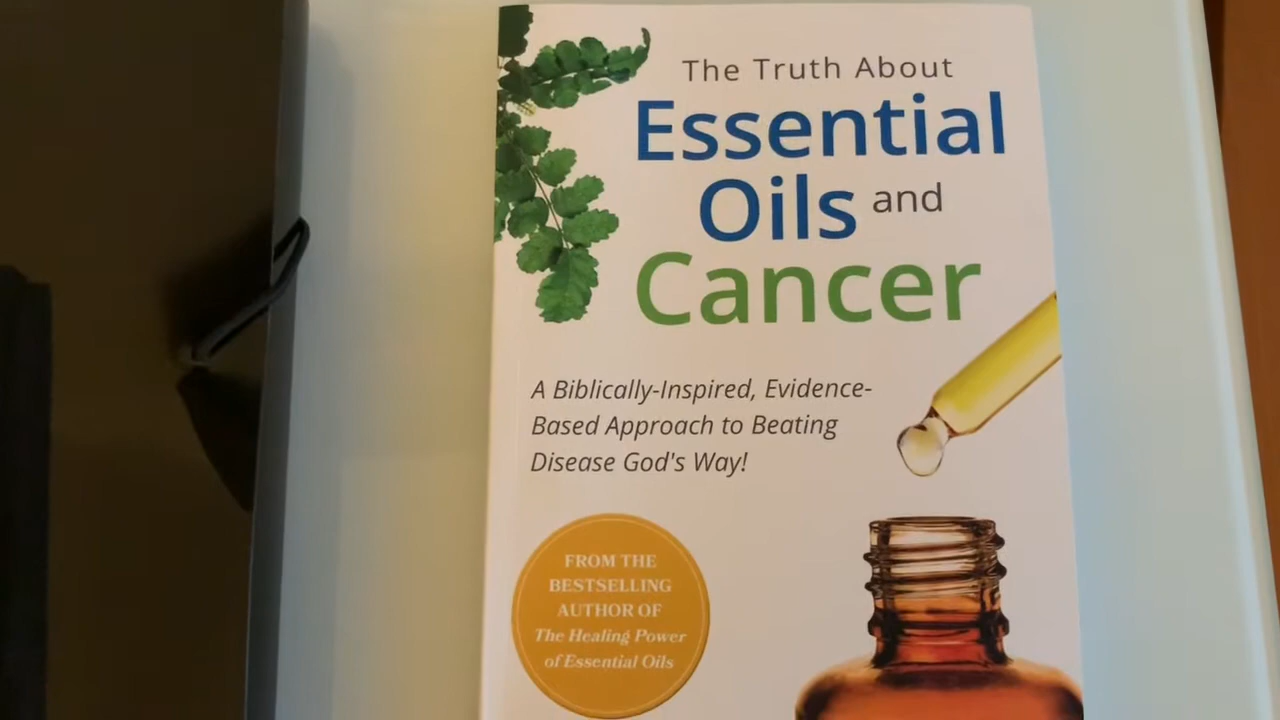 The Truth About
Essential
Oils and
Cancer
A Biblically-Inspired, Evidence-
Based Approach to Beating
Disease God's Way!
FROM THE
BESTSELLING
AUTHOR OF
The Healing Power
of Essential Oils